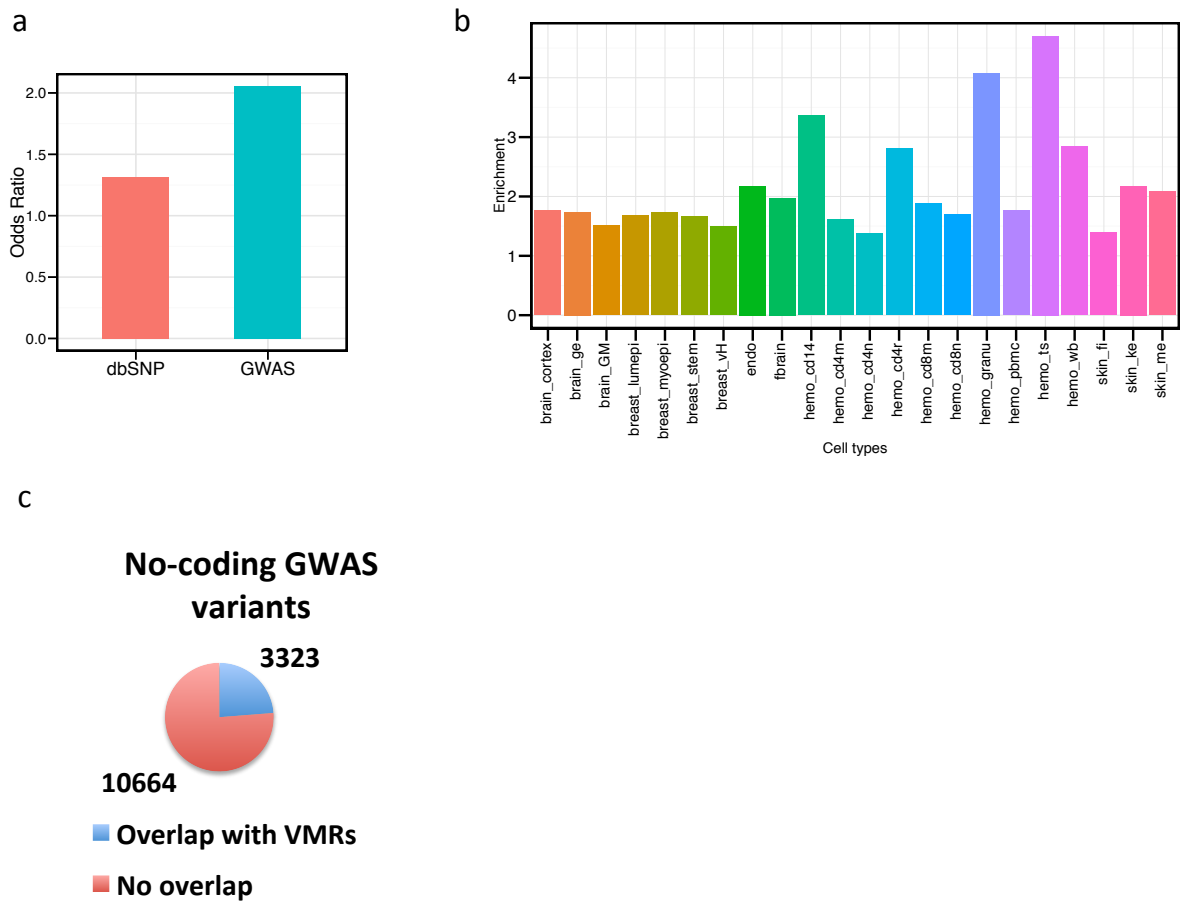 a
Odds Ratio
2.0
1.5
1.0
0.5
0.0
dbSNP
GWAS
b
Enrichment
4
3
2
1
0
brain_cortex
brain_ge
brain_GM
breast_lumepi
breast_myoepi
breast_stem
breast_vH
endo
fbrain
hemo_cd14
hemo_cd4m
hemo_cd4n
hemo_cd4r
hemo_cd8m
hemo_cd8n
hemo_granu
hemo_pbmc
hemo_ts
hemo_wb
skin_fi
skin_ke
skin_me
Cell types
c
No-coding GWAS
variants
3323
10664
Overlap with VMRs
No overlap